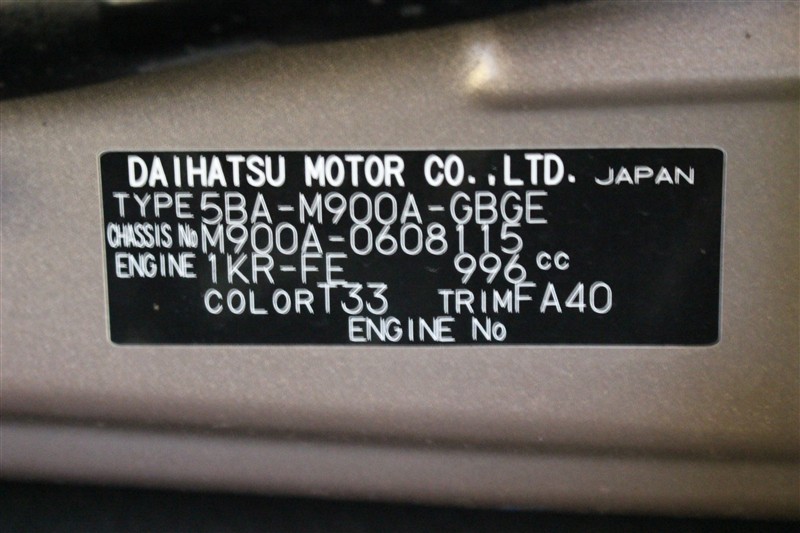 DAIHATSU MOTOR CO.,LTD. JAPAN
TYPE 5BA-M900A-GBGE
CHASSIS No M900A-0608115
ENGINE 1KR-FE 996 cc
COLOR T33 TRIM FA40
ENGINE No